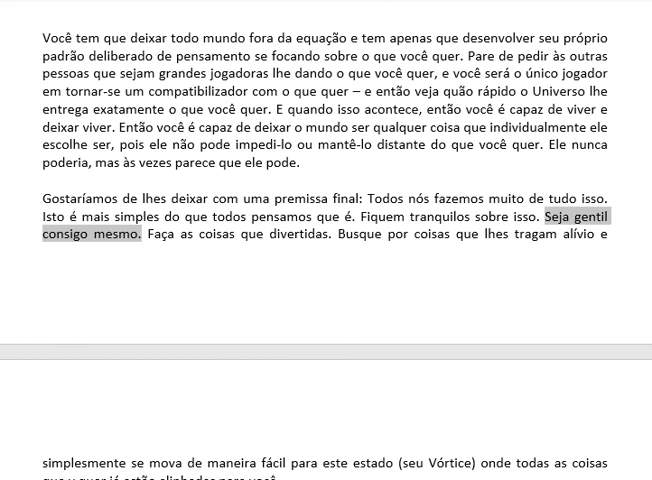 Você tem que deixar todo mundo fora da equação e tem apenas que desenvolver seu próprio
padrão deliberado de pensamento se focando sobre o que você quer. Pare de pedir às outras
pessoas que sejam grandes jogadoras lhe dando o que você quer, e você será o único jogador
em tornar-se um compatibilizador com o que quer – e então veja quão rápido o Universo lhe
entrega exatamente o que você quer. E quando isso acontece, então você é capaz de viver e
deixar viver. Então você é capaz de deixar o mundo ser qualquer coisa que individualmente ele
escolhe ser, pois ele não pode impedi-lo ou mantê-lo distante do que você quer. Ele nunca
poderia, mas às vezes parece que ele pode.
Gostaríamos de lhes deixar com uma premissa final: Todos nós fazemos muito de tudo isso.
Isto é mais simples do que todos pensamos que é. Fiquem tranquilos sobre isso. Seja gentil
consigo mesmo. Faça as coisas que divertidas. Busque por coisas que lhes tragam alívio e
simplesmente se mova de maneira fácil para este estado (seu Vórtice) onde todas as coisas